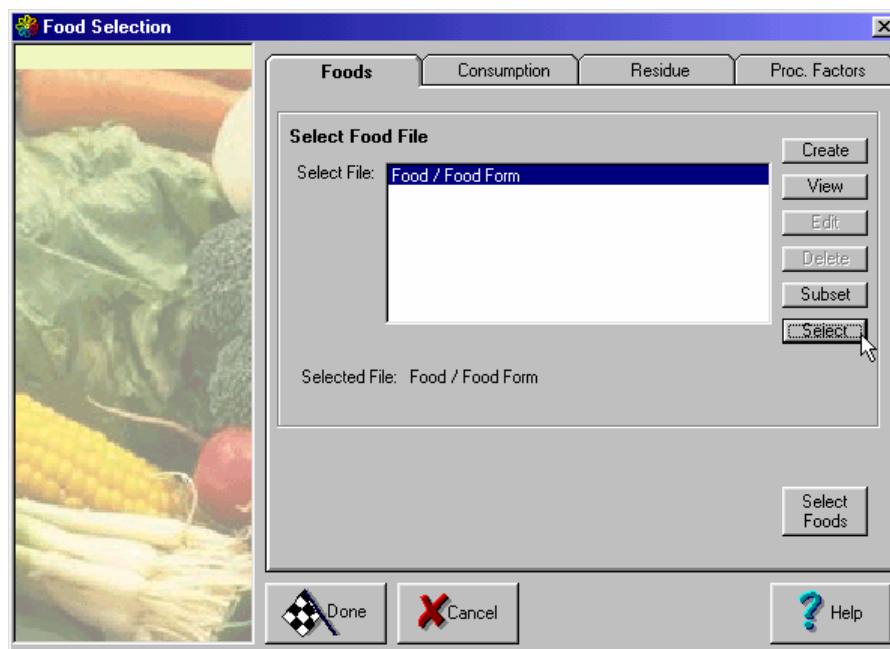 Food Selection
Foods
Consumption
Residue
Proc. Factors
Select Food File
Select File:
Food / Food Form
Create
View
Edit
Delete
Subset
Select
Selected File: Food / Food Form
Select
Foods
Done
Cancel
Help